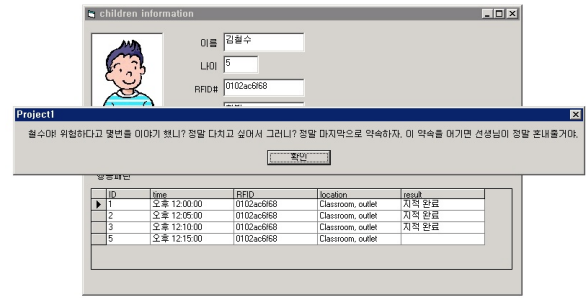 children information
이름 김철수
나이 5
RFID# 0102ac6f68
Project1
철수야! 위험하다고 몇번을 이야기 했니? 정말 다치고 싶어서 그러니? 정말 마지막으로 약속하자, 이 약속을 어기면 선생님이 정말 혼내줄거야.
확인
ID time RFID location result
1 오후 12:00:00 0102ac6f68 Classroom, outlet 지적 완료
2 오후 12:05:00 0102ac6f68 Classroom, outlet 지적 완료
3 오후 12:10:00 0102ac6f68 Classroom, outlet 지적 완료
5 오후 12:15:00 0102ac6f68 Classroom, outlet